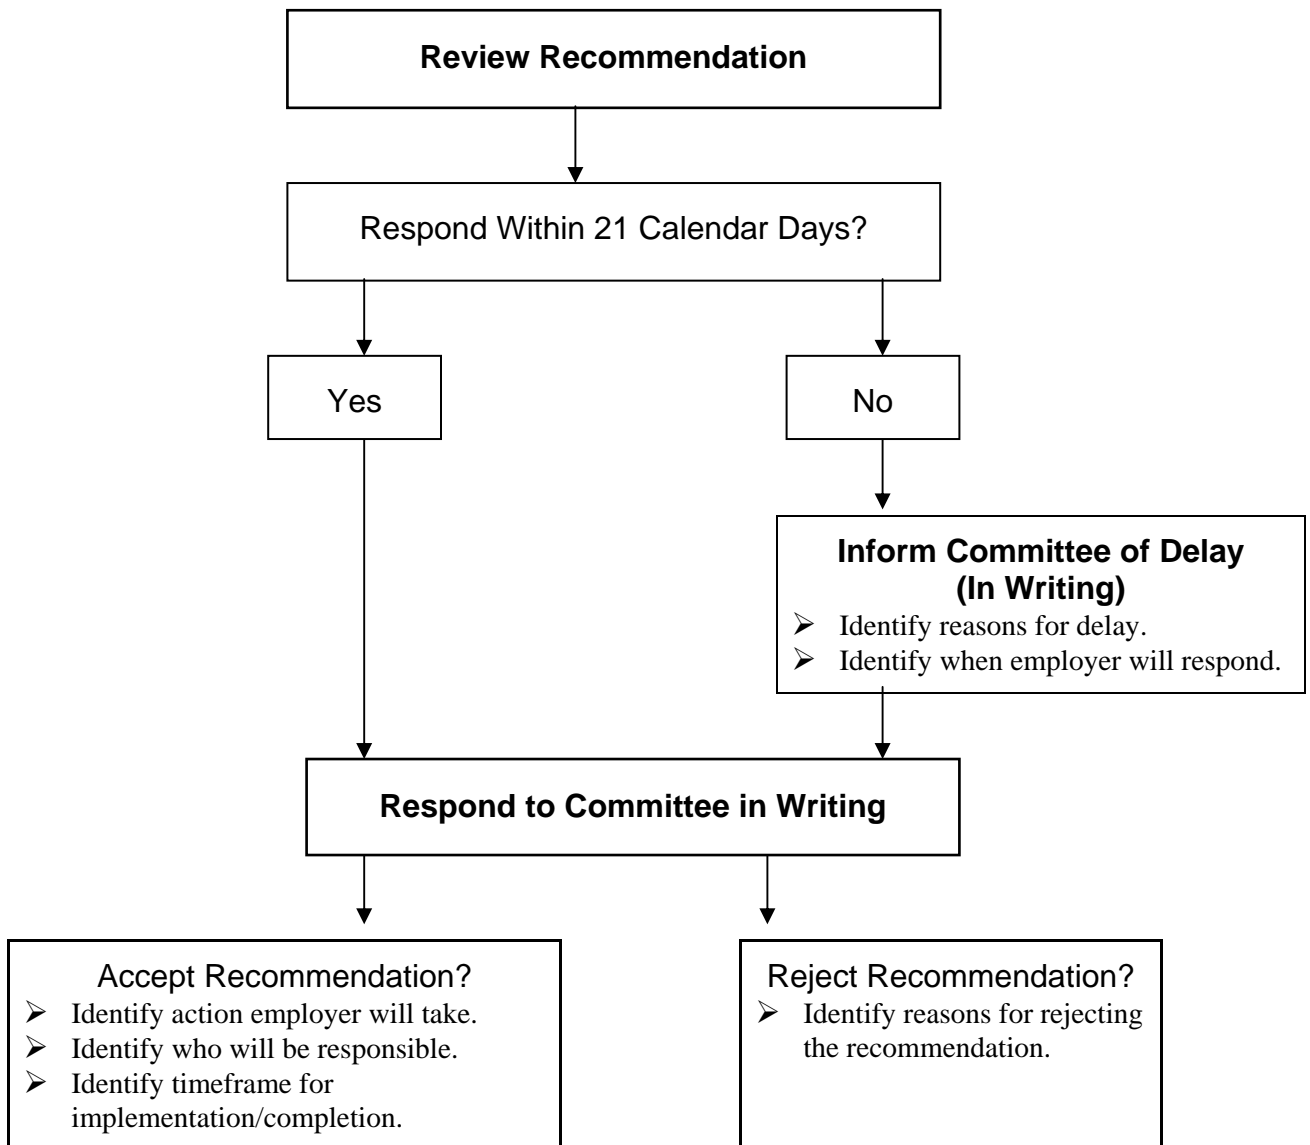 Review Recommendation
Respond Within 21 Calendar Days?
Yes
No
Inform Committee of Delay
(In Writing)
➢ Identify reasons for delay.
➢ Identify when employer will respond.
Respond to Committee in Writing
Accept Recommendation?
➢ Identify action employer will take.
➢ Identify who will be responsible.
➢ Identify timeframe for
implementation/completion.
Reject Recommendation?
➢ Identify reasons for rejecting
the recommendation.